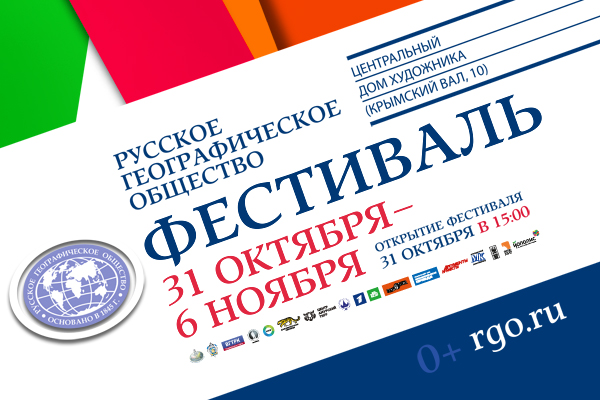 ЦЕНТРАЛЬНЫЙ
ДОМ ХУДОЖНИКА
(КРЫМСКИЙ ВАЛ, 10)
РУССКОЕ
ГЕОГРАФИЧЕСКОЕ
ОБЩЕСТВО
ФЕСТИВАЛЬ
31 ОКТЯБРЯ–
6 НОЯБРЯ
ОТКРЫТИЕ ФЕСТИВАЛЯ
31 ОКТЯБРЯ В 15:00
РУССКОЕ ГЕОГРАФИЧЕСКОЕ ОБЩЕСТВО
ОСНОВАНО В 1845 г.
ВГТРК
0+ rgo.ru